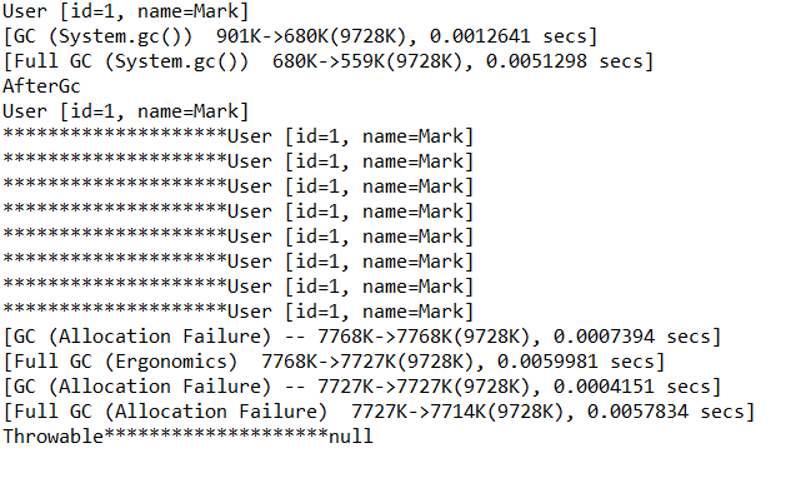 User [id=1, name=Mark]
[GC (System.gc())  901K->680K(9728K), 0.0012641 secs]
[Full GC (System.gc())  680K->559K(9728K), 0.0051298 secs]
AfterGc
User [id=1, name=Mark]
********************User [id=1, name=Mark]
********************User [id=1, name=Mark]
********************User [id=1, name=Mark]
********************User [id=1, name=Mark]
********************User [id=1, name=Mark]
********************User [id=1, name=Mark]
********************User [id=1, name=Mark]
********************User [id=1, name=Mark]
[GC (Allocation Failure) -- 7768K->7768K(9728K), 0.0007394 secs]
[Full GC (Ergonomics)  7768K->7727K(9728K), 0.0059981 secs]
[GC (Allocation Failure) -- 7727K->7727K(9728K), 0.0004151 secs]
[Full GC (Allocation Failure)  7727K->7714K(9728K), 0.0057834 secs]
Throwable********************null